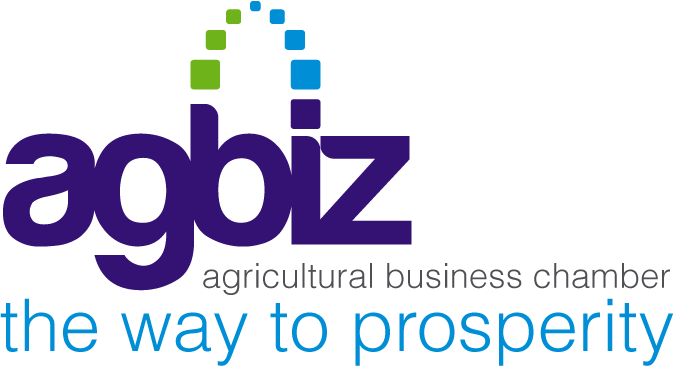 agbiz
agricultural business chamber
the way to prosperity